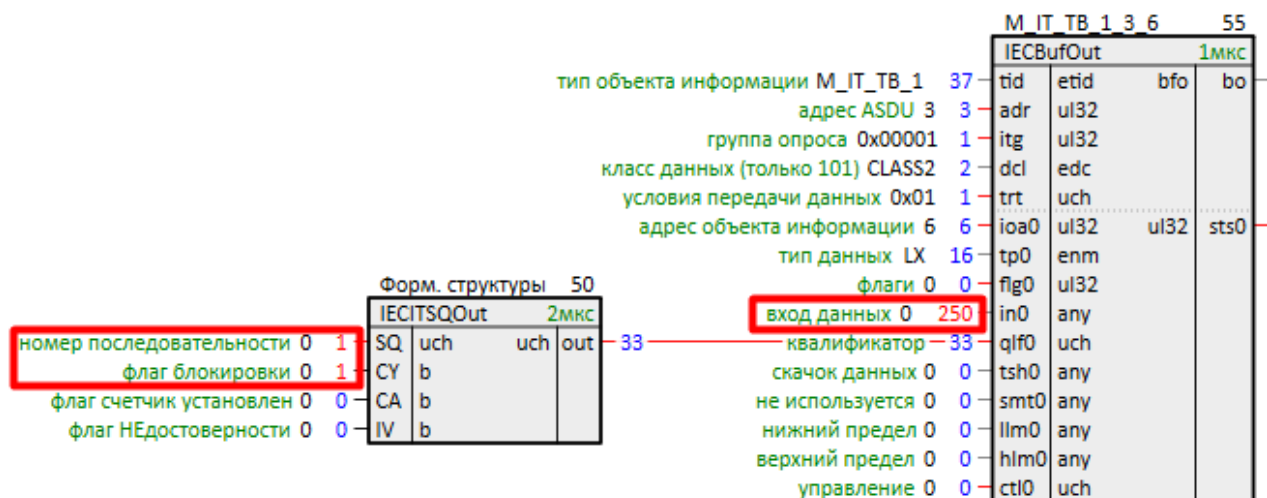 M_IT_TB_1_3_6 55
IECBufOut 1мкс
тип объекта информации M_IT_TB_1 37 tid etid bfo bo
адрес ASDU 3 3 adr ul32
группа опроса 0x00001 1 itg ul32
класс данных (только 101) CLASS2 2 dcl edc
условия передачи данных 0x01 1 trt uch
адрес объекта информации 6 6 ioa0 ul32 ul32 sts0
тип данных LX 16 tp0 enm
флаги 0 0 flg0 ul32
вход данных 0 250 in0 any
квалификатор 33 qlf0 uch
скачок данных 0 0 tsh0 any
не используется 0 0 smt0 any
нижний предел 0 0 llm0 any
верхний предел 0 0 hlm0 any
управление 0 0 ctl0 uch
Форм. структуры 50
IECITSQOut 2мкс
номер последовательности 0 1 SQ uch uch out 33
флаг блокировки 0 1 CY b
флаг счетчик установлен 0 0 CA b
флаг НЕдостоверности 0 0 IV b